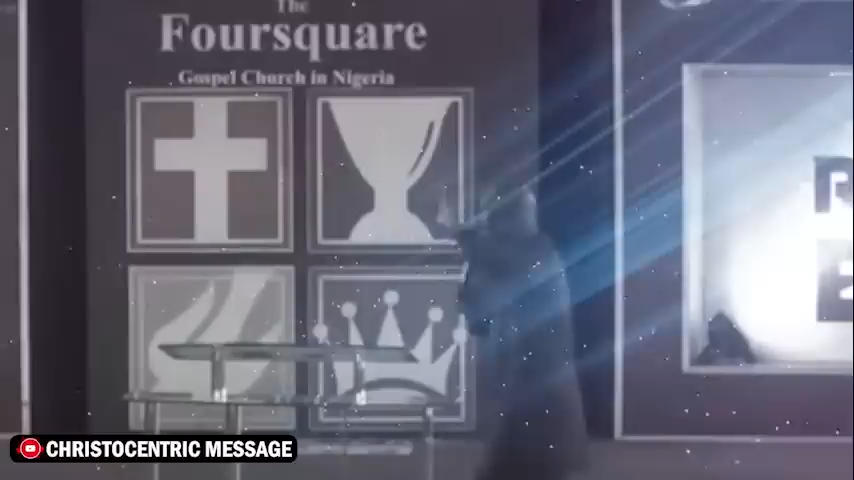 The
Foursquare
Gospel Church in Nigeria
CHRISTOCENTRIC MESSAGE